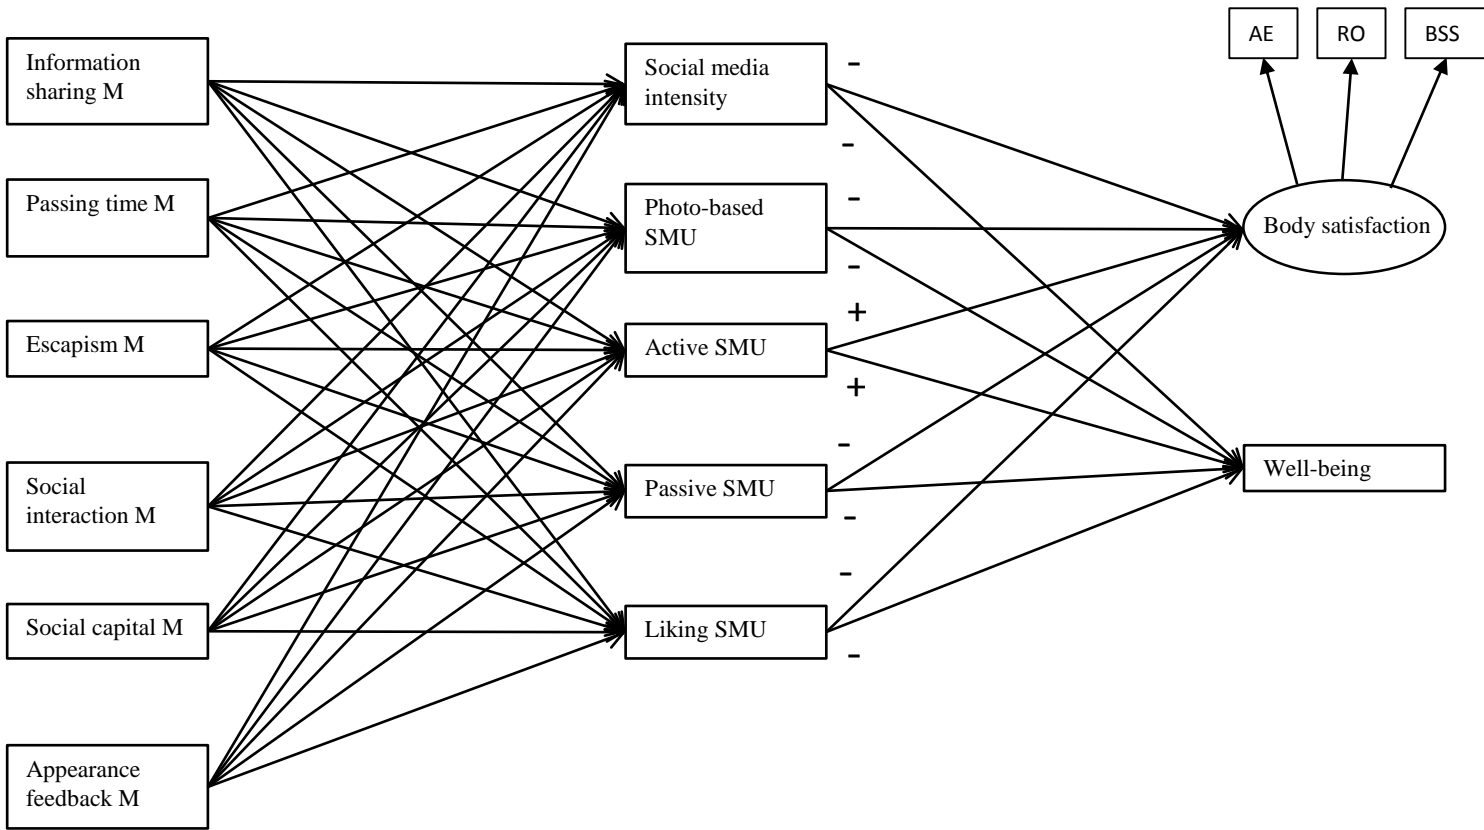 Information
sharing M
Passing time M
Escapism M
Social
interaction M
Social capital M
Appearance
feedback M
Social media
intensity
Photo-based
SMU
Active SMU
Passive SMU
Liking SMU
-
-
-
-
+
+
-
-
-
-
AE
RO
BSS
Body satisfaction
Well-being